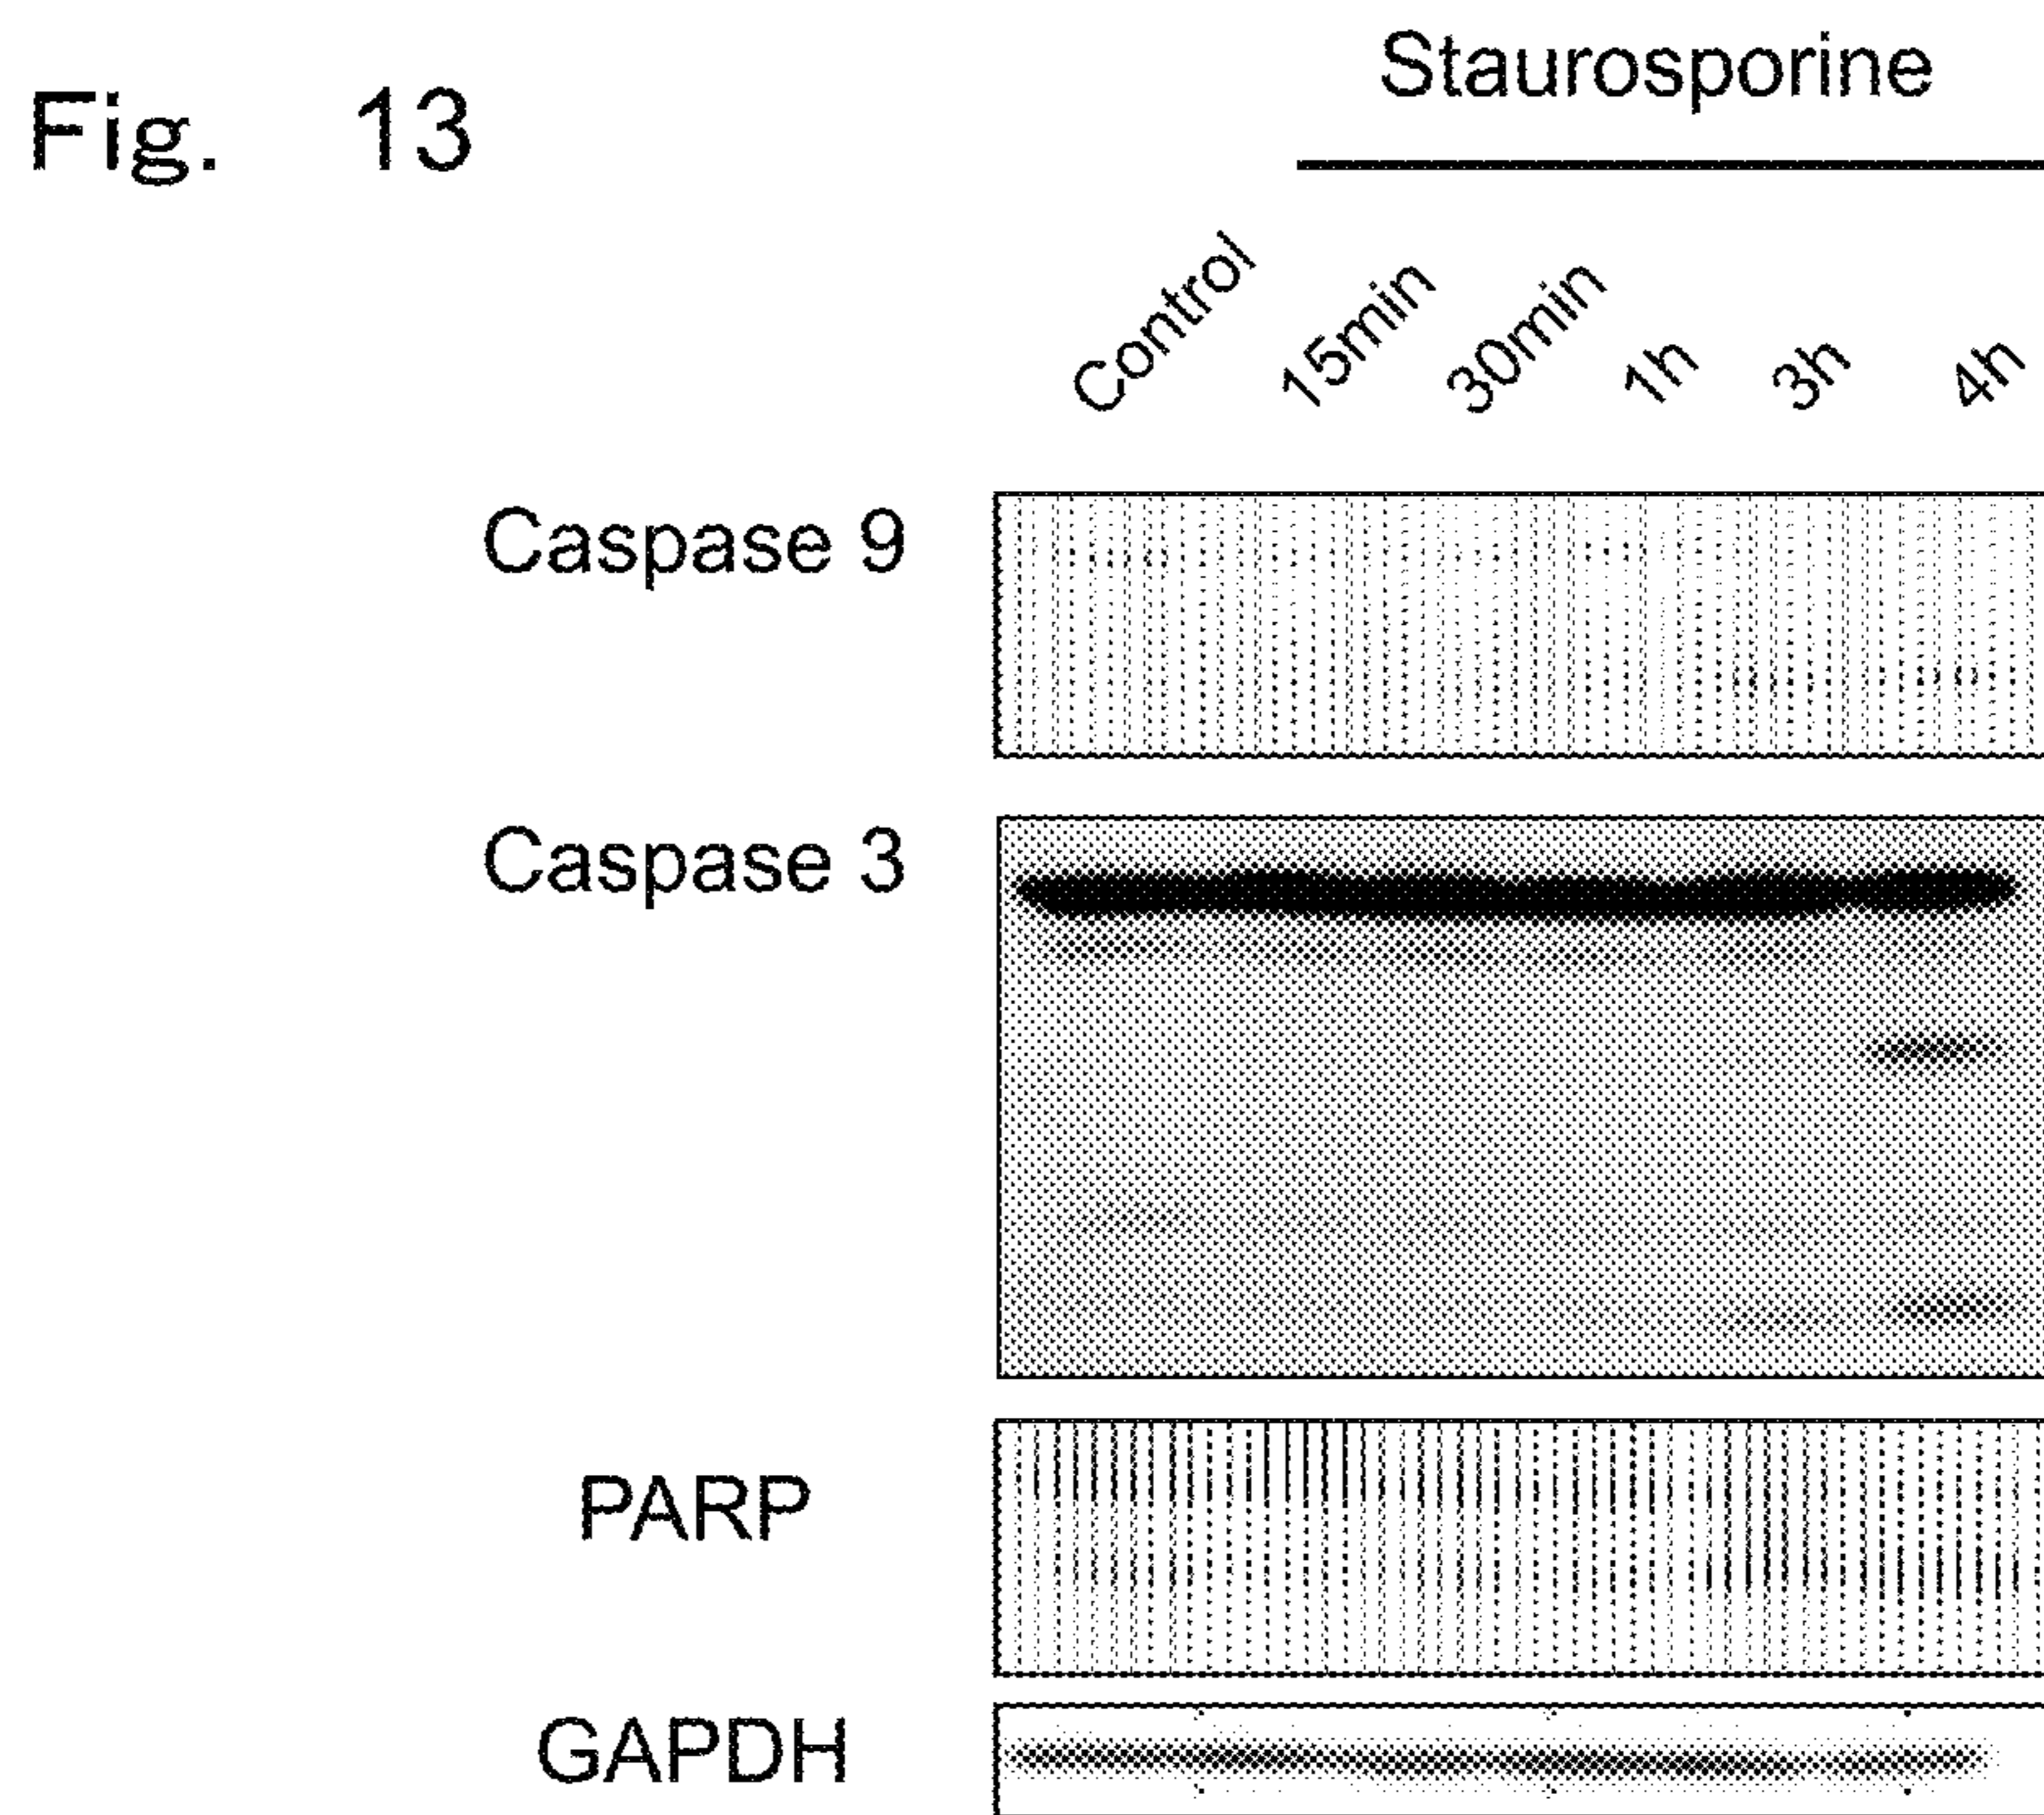 Fig. 13
Staurosporine
Control 15min 30min 1h 3h 4h
Caspase 9
Caspase 3
PARP
GAPDH